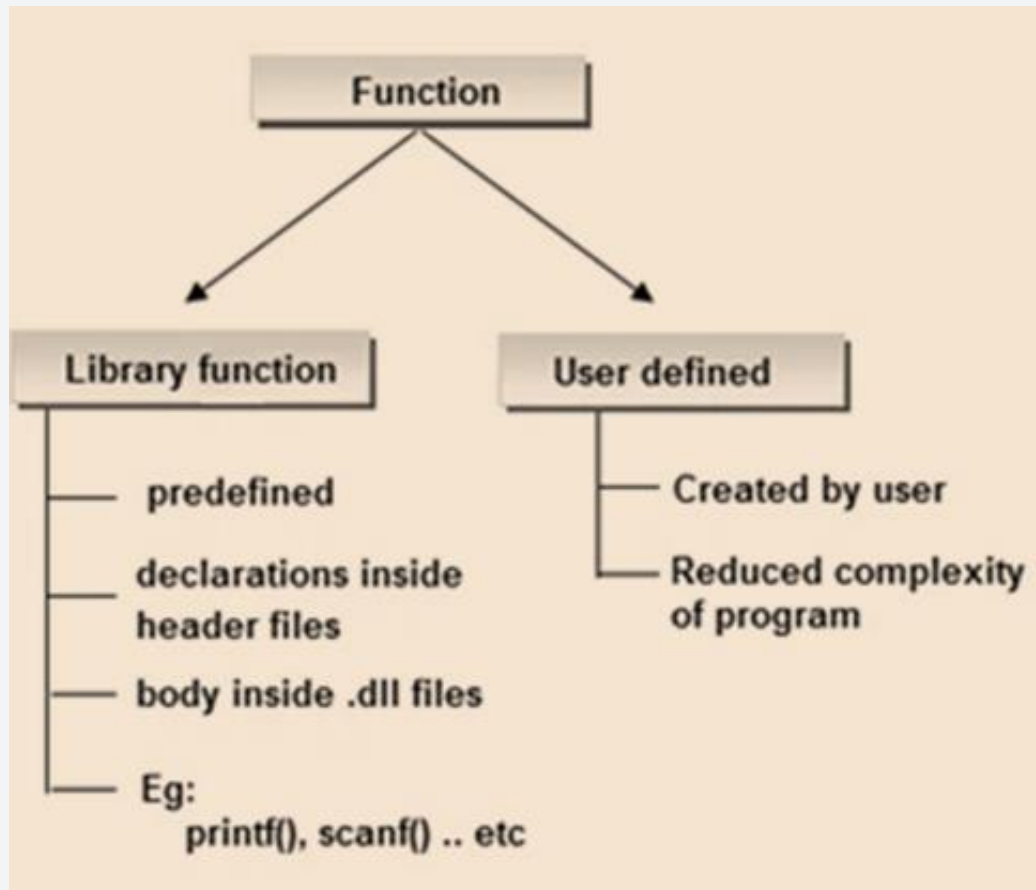 Function
Library function
predefined
declarations inside
header files
body inside .dll files
Eg:
printf(), scanf() .. etc
User defined
Created by user
Reduced complexity
of program